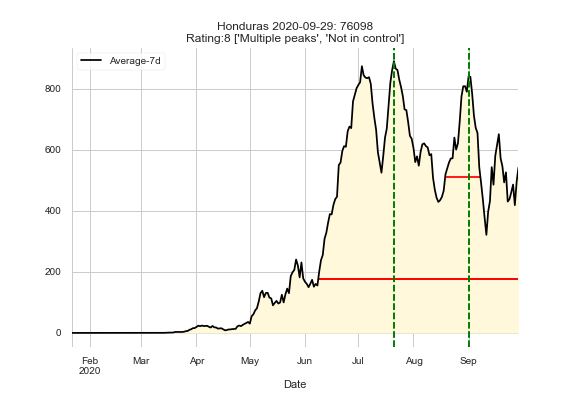 Honduras 2020-09-29: 76098
Rating:8 ['Multiple peaks', 'Not in control']
Average-7d
800
600
400
200
0
Feb Mar Apr May Jun Jul Aug Sep
2020
Date